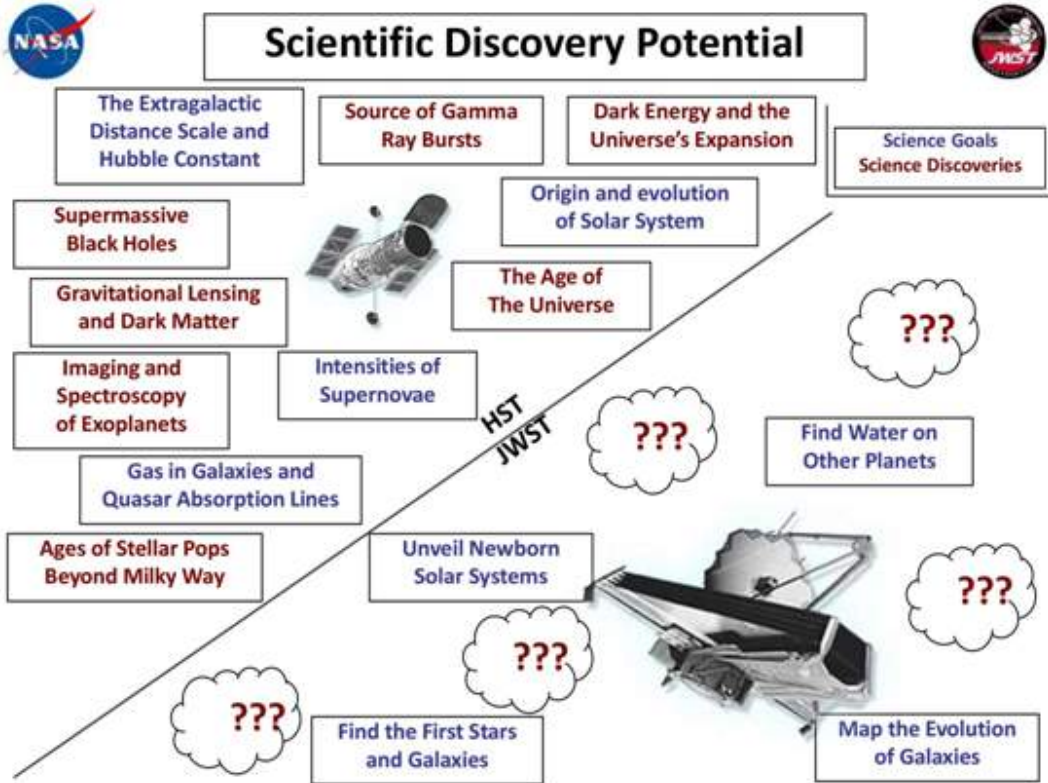 NASA
Scientific Discovery Potential
JWST
The Extragalactic
Distance Scale and
Hubble Constant
Source of Gamma
Ray Bursts
Dark Energy and the
Universe's Expansion
Science Goals
Science Discoveries
Origin and evolution
of Solar System
Supermassive
Black Holes
The Age of
The Universe
Gravitational Lensing
and Dark Matter
???
Imaging and
Spectroscopy
of Exoplanets
Intensities of
Supernovae
HST
JWST
???
Find Water on
Other Planets
Gas in Galaxies and
Quasar Absorption Lines
Ages of Stellar Pops
Beyond Milky Way
Unveil Newborn
Solar Systems
???
???
???
Find the First Stars
and Galaxies
Map the Evolution
of Galaxies